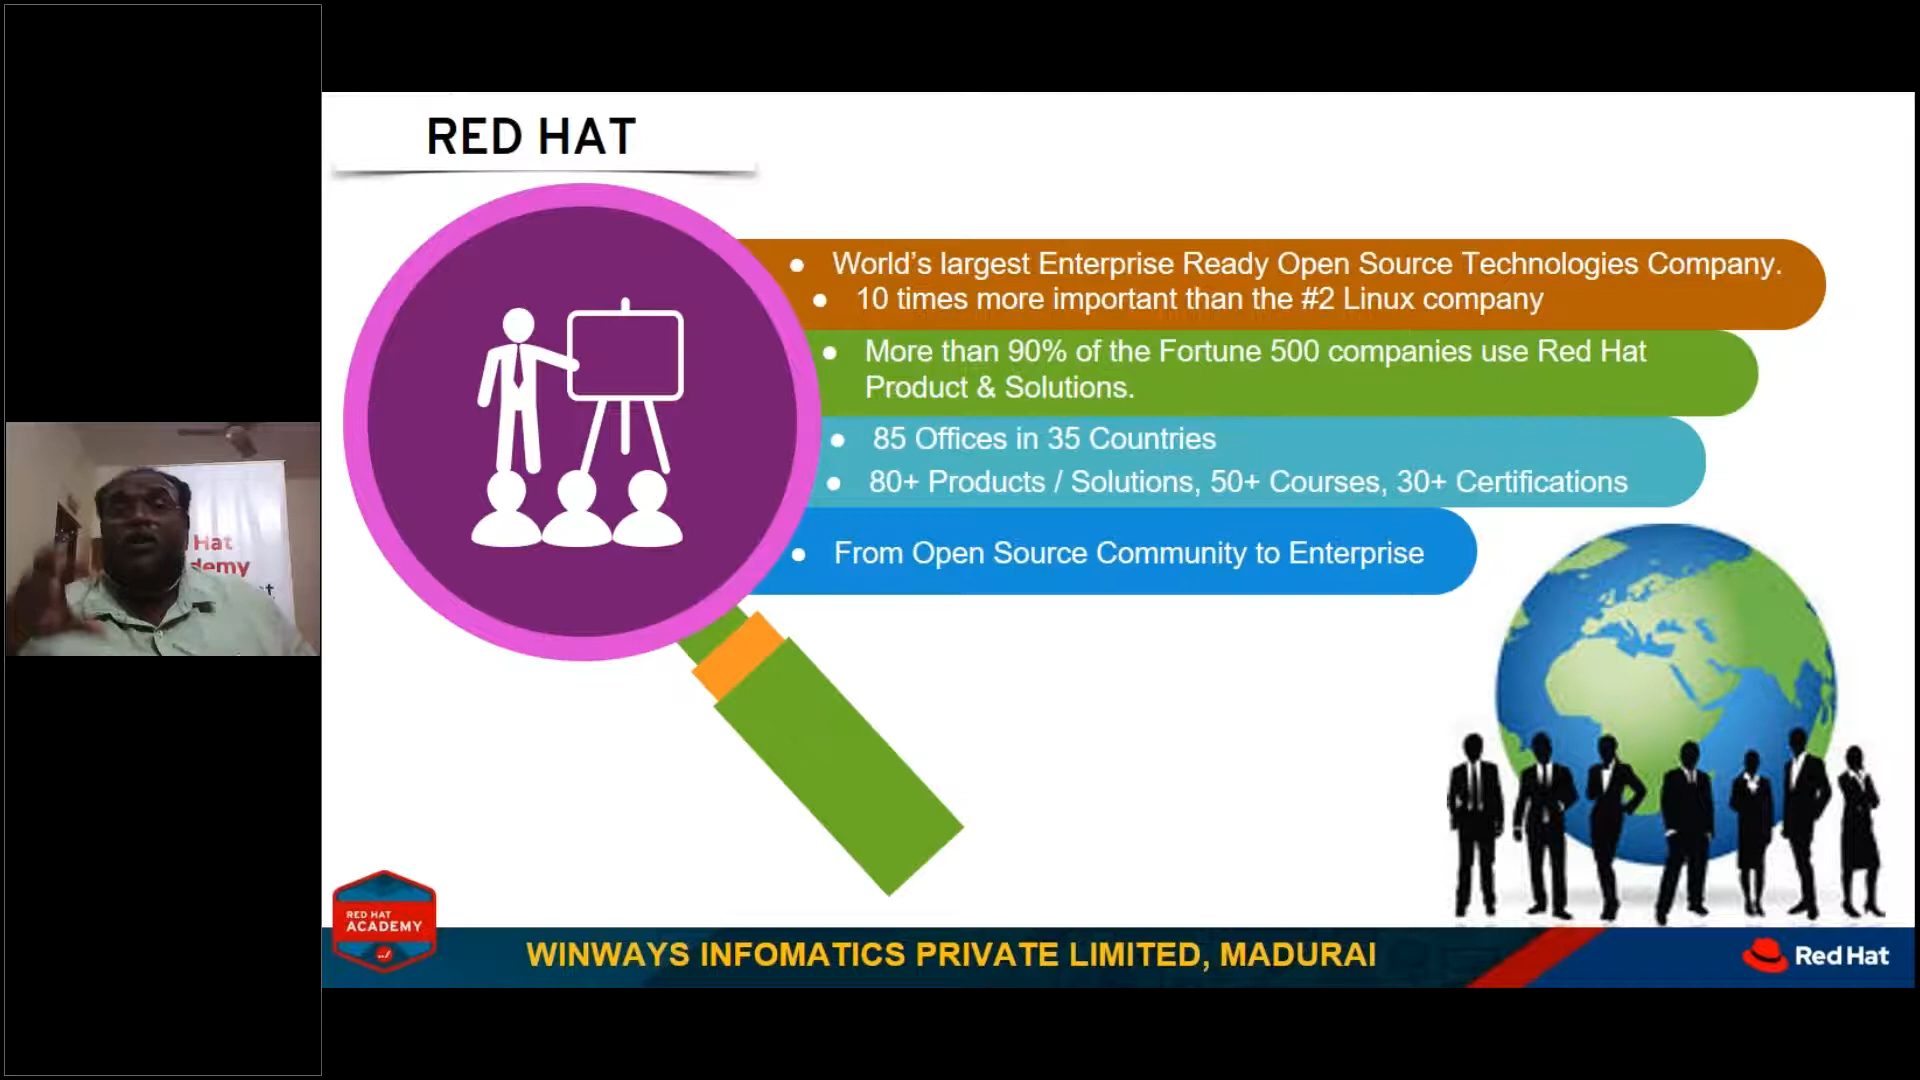 RED HAT
World’s largest Enterprise Ready Open Source Technologies Company.
10 times more important than the #2 Linux company
More than 90% of the Fortune 500 companies use Red Hat
Product & Solutions.
85 Offices in 35 Countries
80+ Products / Solutions, 50+ Courses, 30+ Certifications
From Open Source Community to Enterprise
Hat
demy
RED HAT
ACADEMY
WINWAYS INFOMATICS PRIVATE LIMITED, MADURAI
Red Hat